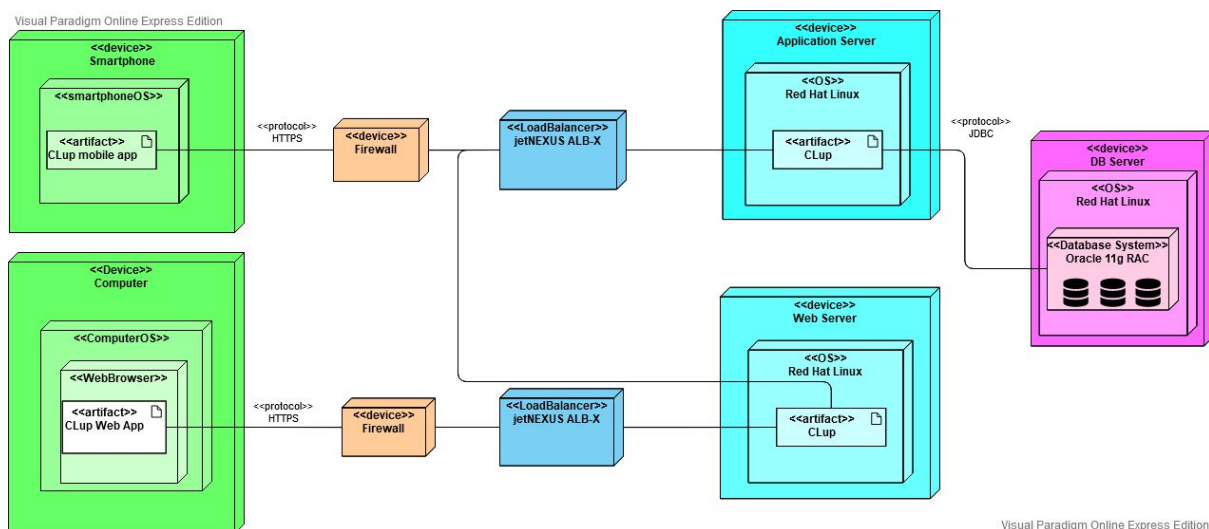 Visual Paradigm Online Express Edition
<<device>>
Smartphone
<<smartphoneOS>>
<<artifact>>
CLup mobile app
<<protocol>>
HTTPS
<<device>>
Firewall
<<LoadBalancer>>
jetNEXUS ALB-X
<<device>>
Application Server
<<OS>>
Red Hat Linux
<<artifact>>
CLup
<<protocol>>
JDBC
<<device>>
DB Server
<<OS>>
Red Hat Linux
<<Database System>>
Oracle 11g RAC
<<Device>>
Computer
<<ComputerOS>>
<<WebBrowser>>
<<artifact>>
CLup Web App
<<protocol>>
HTTPS
<<device>>
Firewall
<<LoadBalancer>>
jetNEXUS ALB-X
<<device>>
Web Server
<<OS>>
Red Hat Linux
<<artifact>>
CLup
Visual Paradigm Online Express Edition